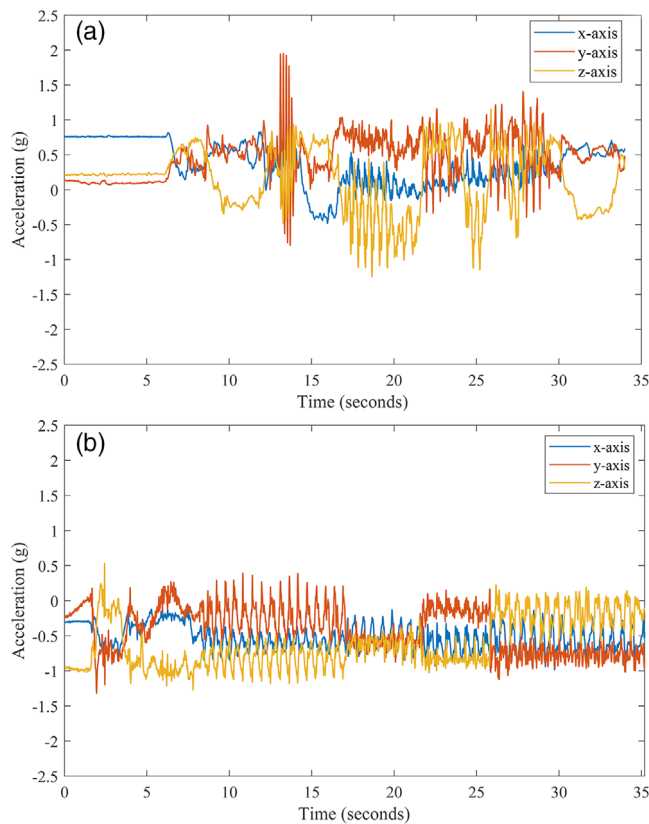 (a)
x-axis
y-axis
z-axis
2.5
2
1.5
1
0.5
0
-0.5
-1
-1.5
-2
-2.5
Acceleration (g)
0 5 10 15 20 25 30 35
Time (seconds)
(b)
x-axis
y-axis
z-axis
2.5
2
1.5
1
0.5
0
-0.5
-1
-1.5
-2
-2.5
Acceleration (g)
0 5 10 15 20 25 30 35
Time (seconds)